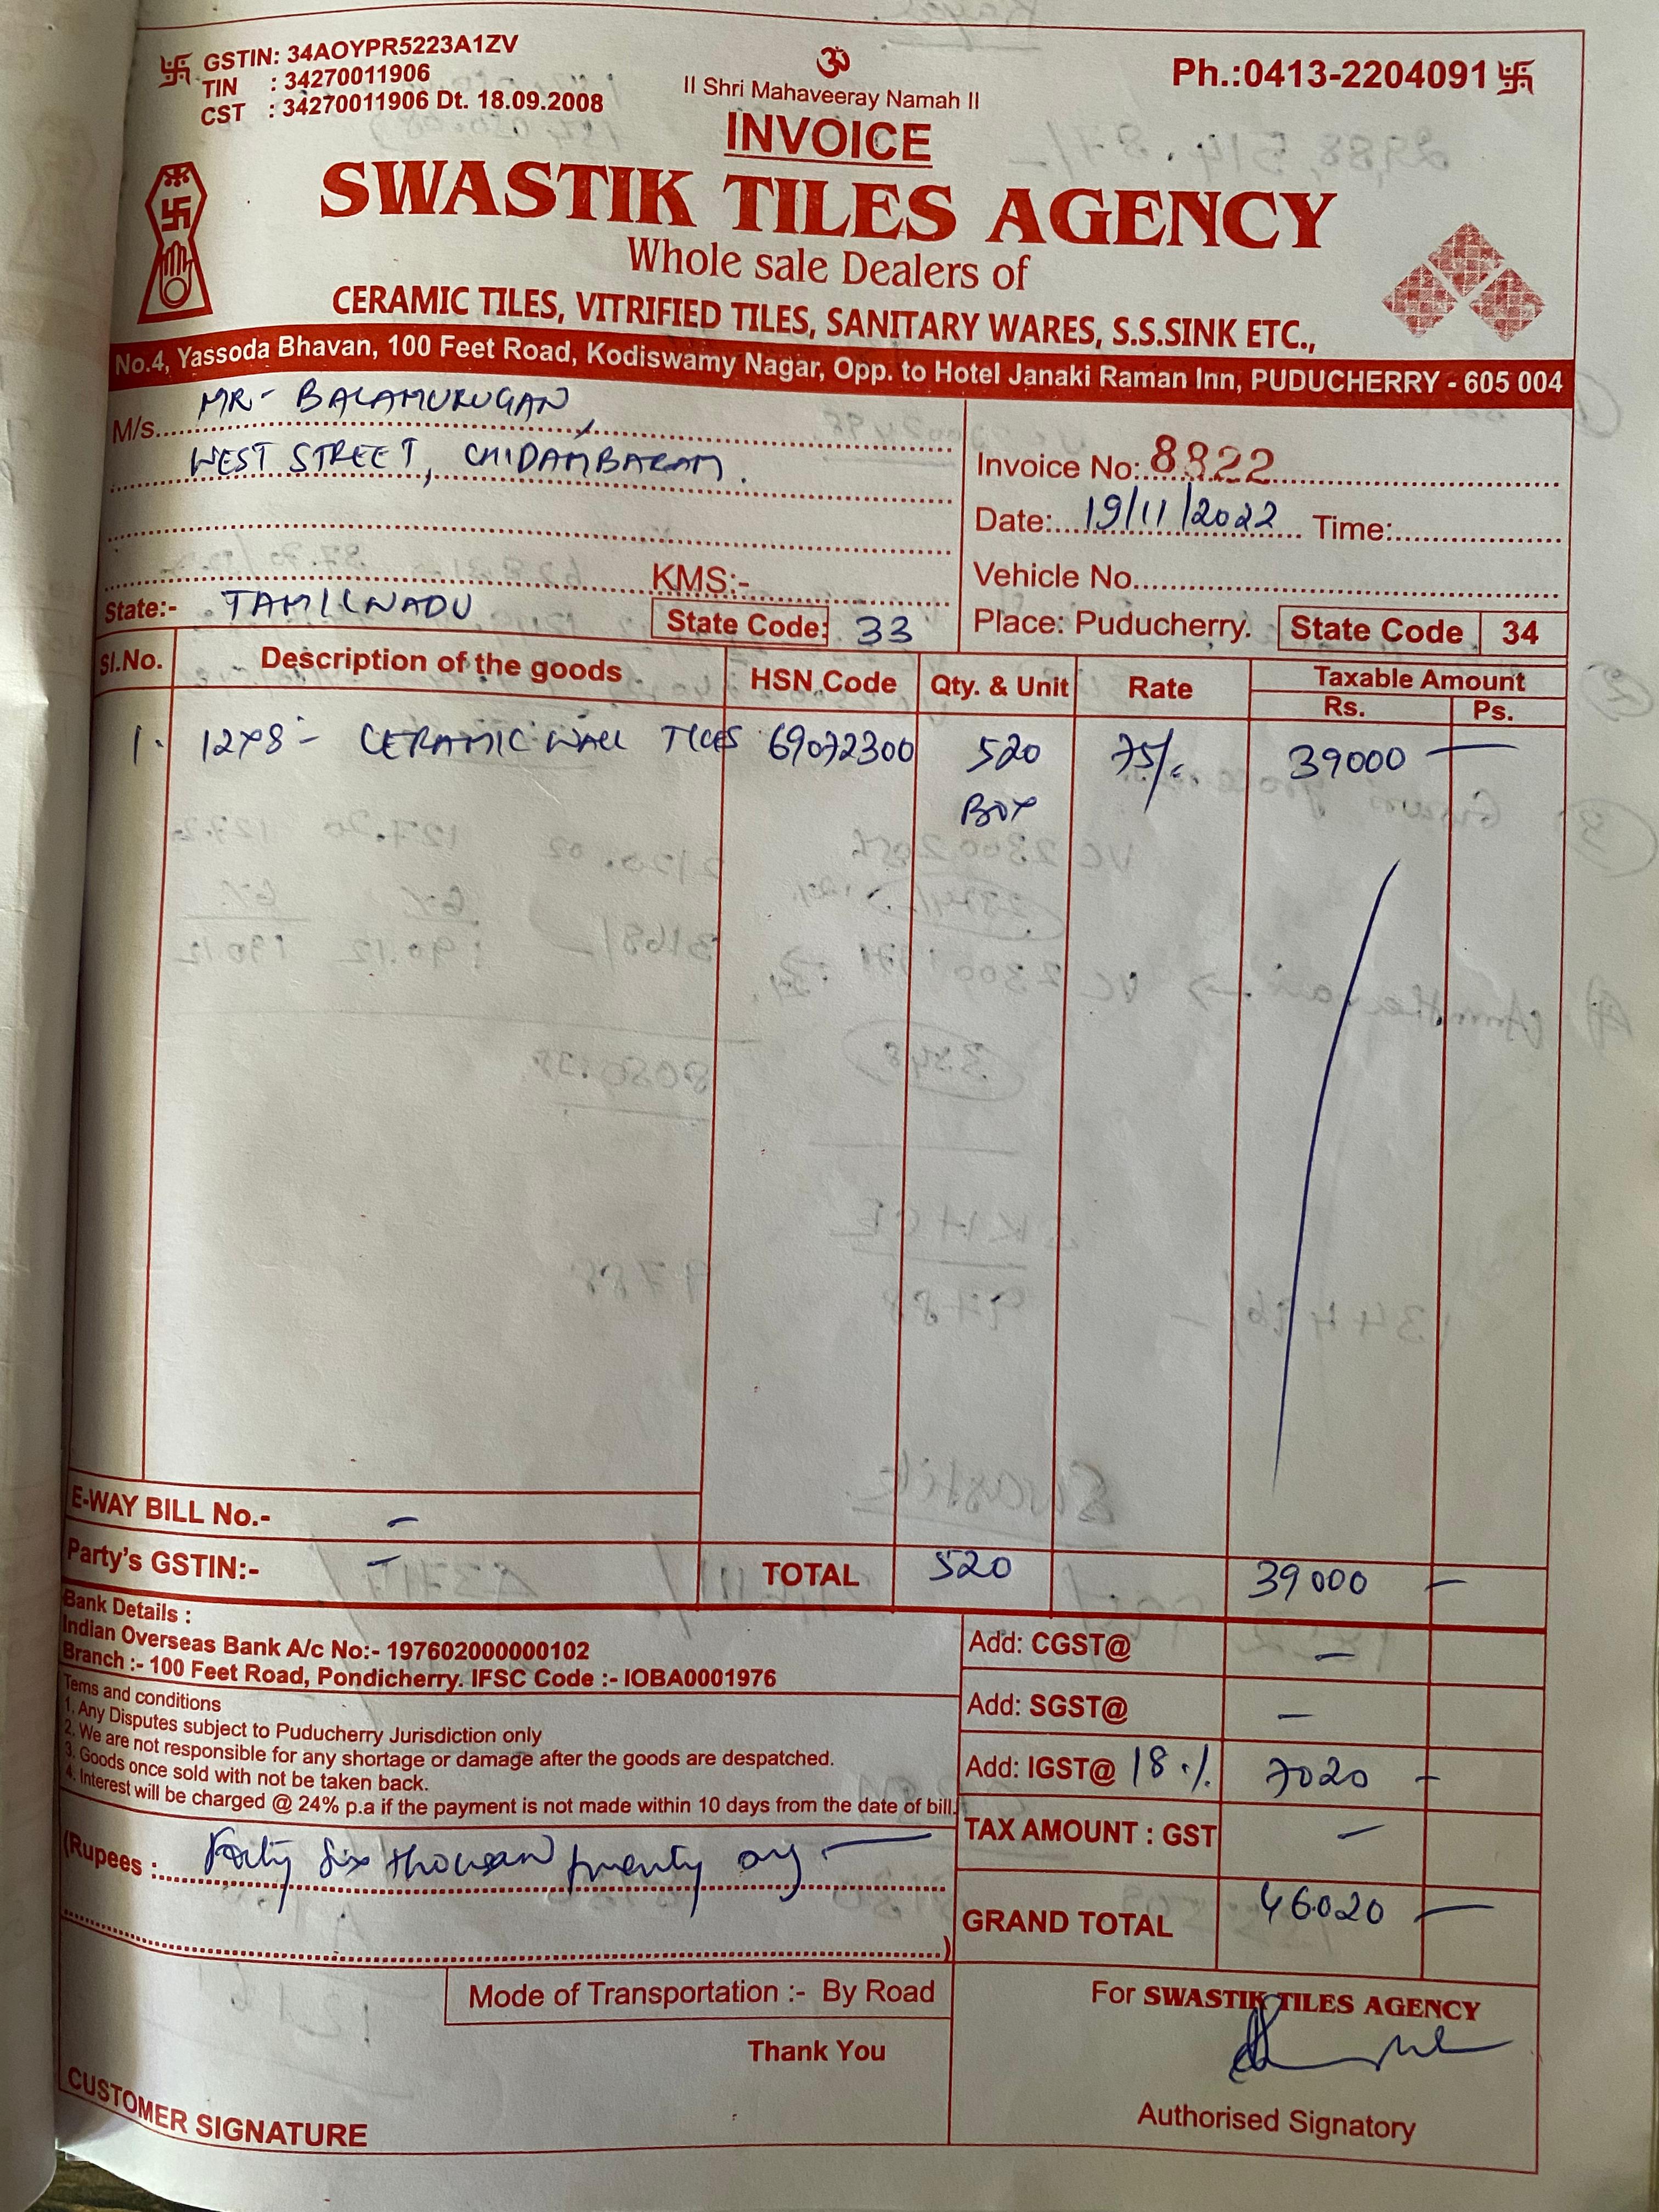 GSTIN: 34AOYPR5223A1ZV
TIN : 34270011906
CST : 34270011906 Dt. 18.09.2008
ॐ
II Shri Mahaveeray Namah II
Ph.:0413-2204091
INVOICE
SWASTIK TILES AGENCY
Whole sale Dealers of
CERAMIC TILES, VITRIFIED TILES, SANITARY WARES, S.S.SINK ETC.,
No.4, Yassoda Bhavan, 100 Feet Road, Kodiswamy Nagar, Opp. to Hotel Janaki Raman Inn, PUDUCHERRY - 605 004
M/s. MR- BALAMURUGAN,
WEST STREET, CHIDAMBARAM.
KMS:-
State:- TAMILNADU State Code: 33
Invoice No: 8822
Date: 19/11/2022 Time:
Vehicle No.
Place: Puducherry. State Code 34
Sl.No. Description of the goods HSN Code Qty. & Unit Rate Taxable Amount
Rs. Ps.
1. 12x8 - CERAMIC WALL TILES 69072300 520 75/- 39000 —
BOX
E-WAY BILL No.- –
Party's GSTIN:- – TOTAL 520 39000 –
Bank Details :
Indian Overseas Bank A/c No:- 197602000000102
Branch :- 100 Feet Road, Pondicherry. IFSC Code :- IOBA0001976
Tems and conditions
1. Any Disputes subject to Puducherry Jurisdiction only
2. We are not responsible for any shortage or damage after the goods are despatched.
3. Goods once sold with not be taken back.
4. Interest will be charged @ 24% p.a if the payment is not made within 10 days from the date of bill.
Add: CGST@ –
Add: SGST@ –
Add: IGST@ 18 % 7020 –
TAX AMOUNT : GST –
GRAND TOTAL 46020 —
(Rupees : Forty Six thousand twenty only —
)
Mode of Transportation :- By Road
Thank You
CUSTOMER SIGNATURE
For SWASTIK TILES AGENCY
Authorised Signatory